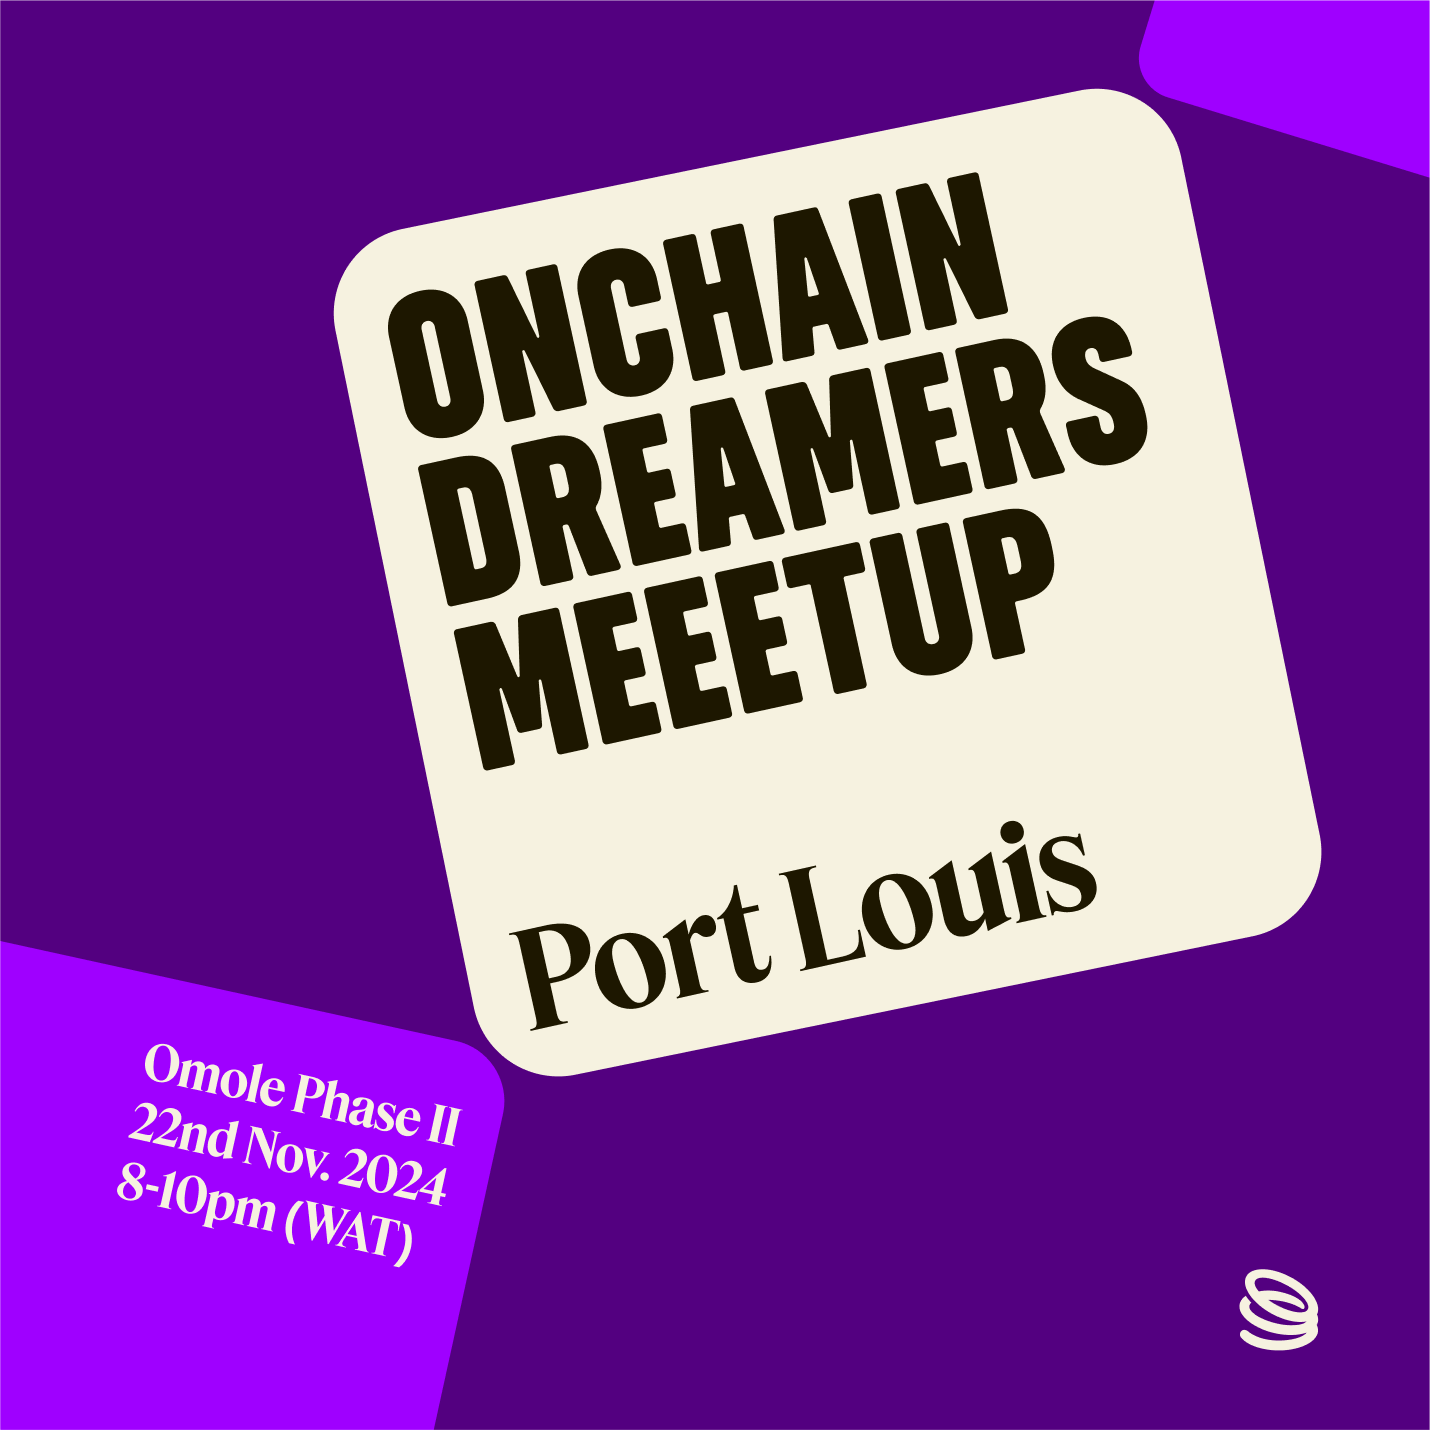 ONCHAIN
DREAMERS
MEEETUP
Port Louis
Omole Phase II
22nd Nov. 2024
8-10pm (WAT)